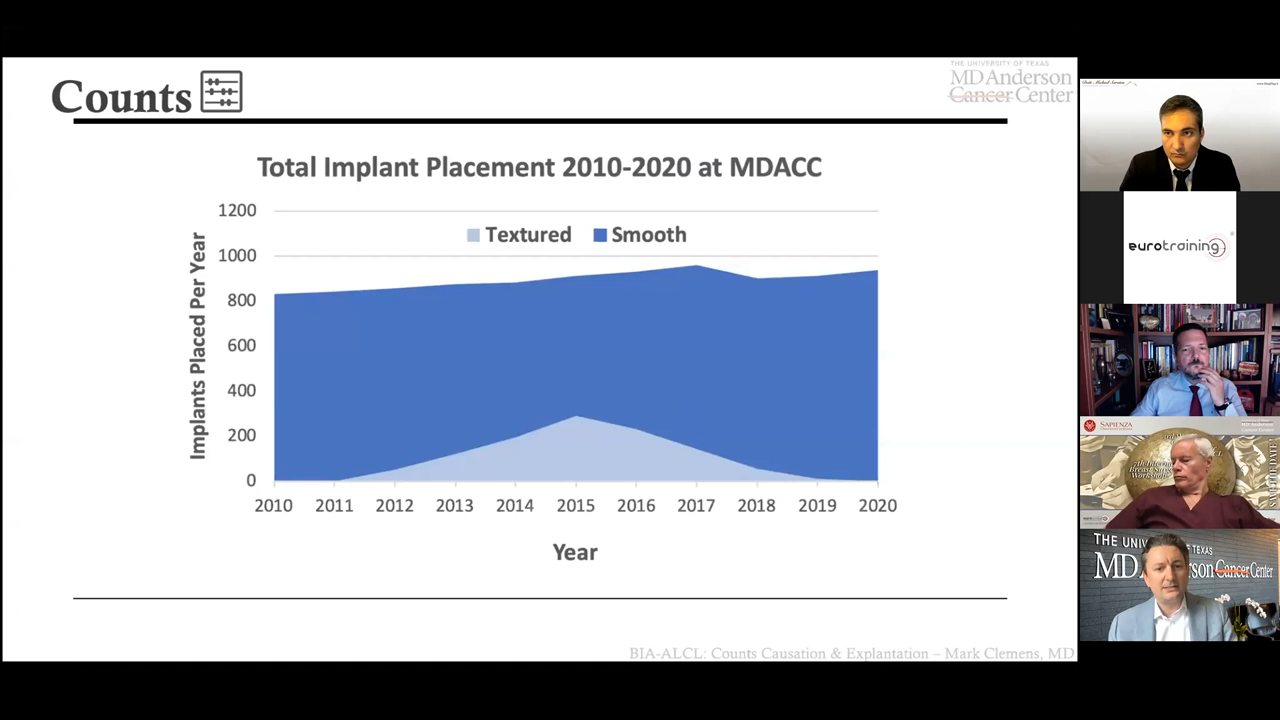 Counts
THE UNIVERSITY OF TEXAS
MD Anderson
Cancer Center
Total Implant Placement 2010-2020 at MDACC
Textured
Smooth
Implants Placed Per Year
1200
1000
800
600
400
200
0
2010 2011 2012 2013 2014 2015 2016 2017 2018 2019 2020
Year
BIA-ALCL: Counts Causation & Explantation – Mark Clemens, MD
eurotraining
SAPIENZA
THE UNIV OF TEXAS
MD Anderson Cancer Center